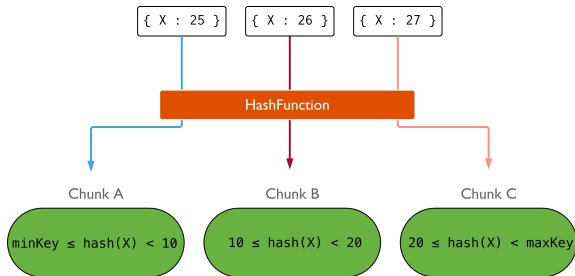 { X : 25 } { X : 26 } { X : 27 }
HashFunction
Chunk A Chunk B Chunk C
minKey ≤ hash(X) < 10 10 ≤ hash(X) < 20 20 ≤ hash(X) < maxKey